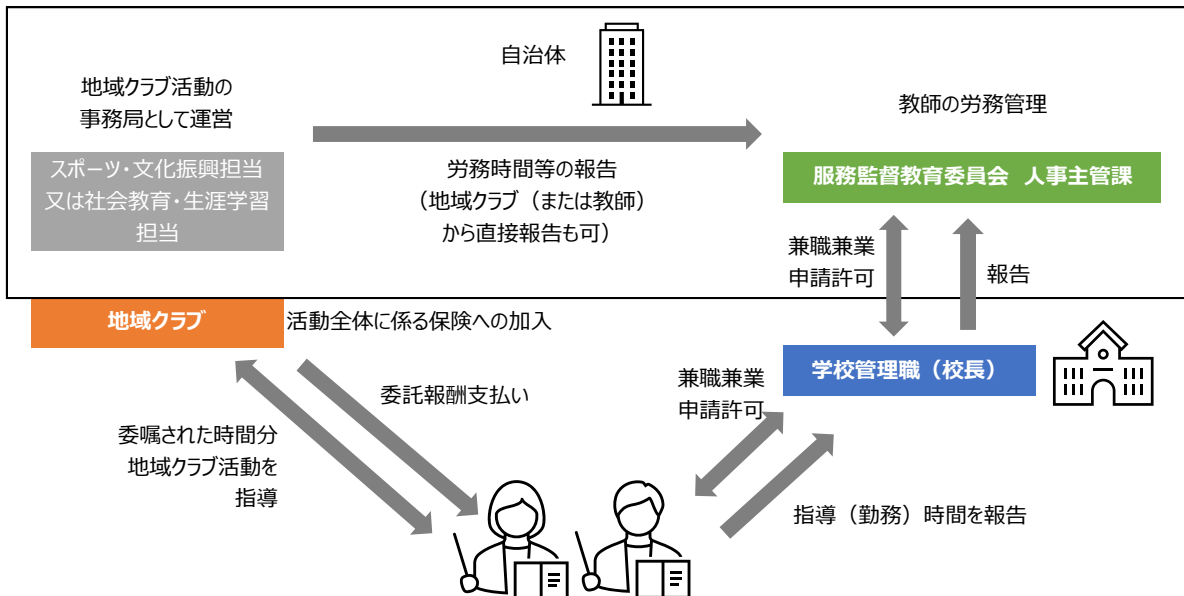 自治体
地域クラブ活動の
事務局として運営
スポーツ・文化振興担当
又は社会教育・生涯学習
担当
労務時間等の報告
（地域クラブ（または教師）
から直接報告も可）
教師の労務管理
服務監督教育委員会　人事主管課
兼職兼業
申請許可
報告
地域クラブ
活動全体に係る保険への加入
学校管理職（校長）
委託報酬支払い
兼職兼業
申請許可
委嘱された時間分
地域クラブ活動を
指導
指導（勤務）時間を報告